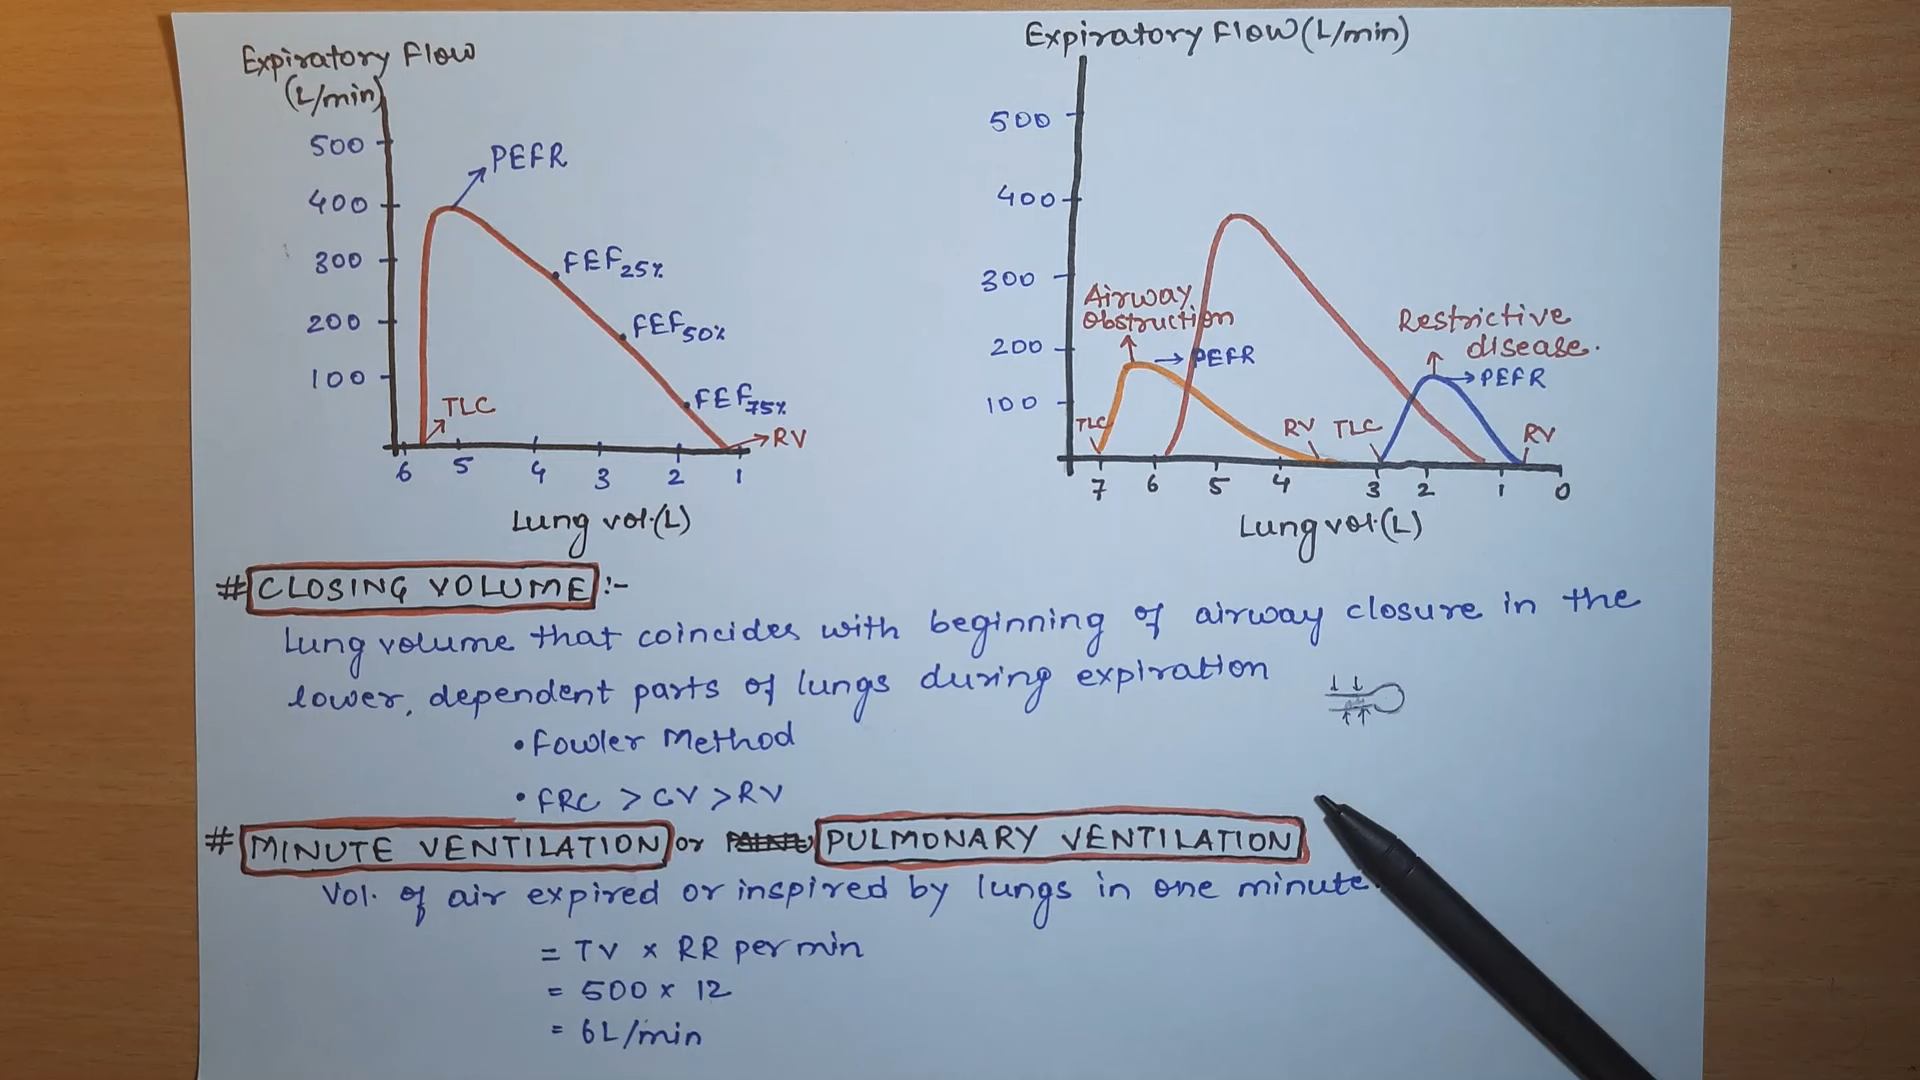 Expiratory Flow
(L/min)
500
400
300
200
100
PEFR
FEF25%
FEF50%
FEF75%
TLC
RV
6 5 4 3 2 1
Lung vol.(L)
Expiratory Flow (L/min)
500
400
300
200
100
Airway
Obstruction
PEFR
Restrictive
disease.
PEFR
TLC
RV
TLC
RV
7 6 5 4 3 2 1 0
Lung vol.(L)
# CLOSING VOLUME :-
Lung volume that coincides with beginning of airway closure in the
lower, dependent parts of lungs during expiration
• Fowler Method
• FRC > CV > RV
# MINUTE VENTILATION or PULMONARY VENTILATION
Vol. of air expired or inspired by lungs in one minute.
= TV × RR per min
= 500 × 12
= 6L/min